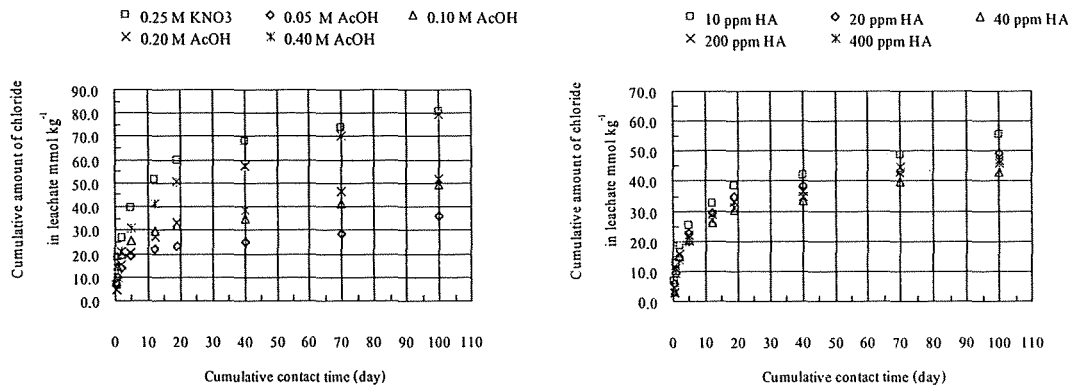 0.25 M KNO3 0.05 M AcOH 0.10 M AcOH
0.20 M AcOH 0.40 M AcOH
Cumulative amount of chloride
in leachate mmol kg-1
90.0
80.0
70.0
60.0
50.0
40.0
30.0
20.0
10.0
0.0
0 10 20 30 40 50 60 70 80 90 100 110
Cumulative contact time (day)
10 ppm HA 20 ppm HA 40 ppm HA
200 ppm HA 400 ppm HA
Cumulative amount of chloride
in leachate mmol kg-1
70.0
60.0
50.0
40.0
30.0
20.0
10.0
0.0
0 10 20 30 40 50 60 70 80 90 100 110
Cumulative contact time (day)